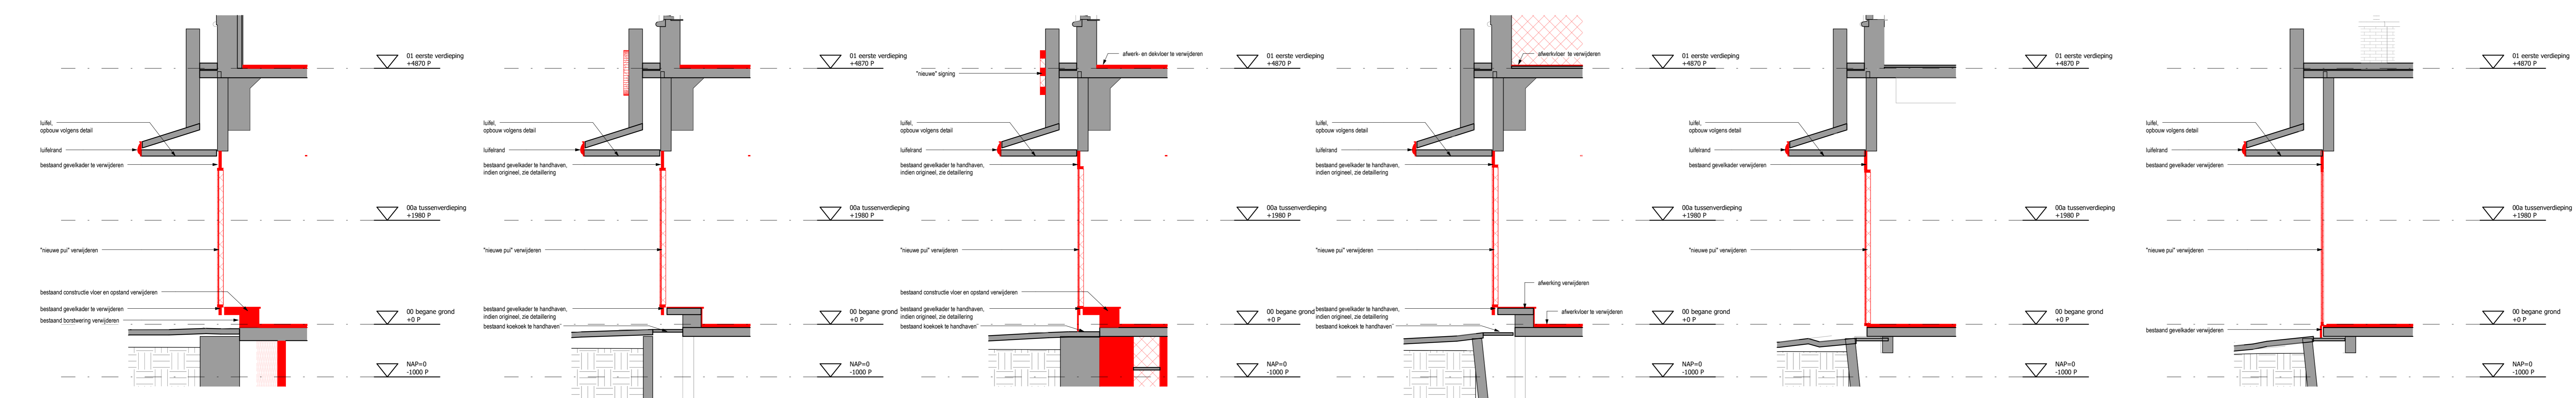 01 eerste verdieping
+4870 P
luifel,
opbouw volgens detail
luifelrand
bestaand gevelkader te verwijderen
00a tussenverdieping
+1980 P
"nieuwe pui" verwijderen
bestaand constructie vloer en opstand verwijderen
bestaand gevelkader te verwijderen
bestaand borstwering verwijderen
00 begane grond
+0 P
NAP=0
-1000 P
01 eerste verdieping
+4870 P
luifel,
opbouw volgens detail
luifelrand
bestaand gevelkader te handhaven,
indien origineel, zie detaillering
00a tussenverdieping
+1980 P
"nieuwe pui" verwijderen
bestaand gevelkader te handhaven,
indien origineel, zie detaillering
bestaand koekoek te handhaven
00 begane grond
+0 P
NAP=0
-1000 P
afwerk- en dekvloer te verwijderen
01 eerste verdieping
+4870 P
"nieuwe" signing
luifel,
opbouw volgens detail
luifelrand
bestaand gevelkader te handhaven,
indien origineel, zie detaillering
00a tussenverdieping
+1980 P
"nieuwe pui" verwijderen
bestaand constructie vloer en opstand verwijderen
bestaand gevelkader te handhaven,
indien origineel, zie detaillering
bestaand koekoek te handhaven
00 begane grond
+0 P
NAP=0
-1000 P
afwerkvloer te verwijderen
01 eerste verdieping
+4870 P
luifel,
opbouw volgens detail
luifelrand
bestaand gevelkader te handhaven,
indien origineel, zie detaillering
00a tussenverdieping
+1980 P
"nieuwe pui" verwijderen
afwerking verwijderen
bestaand gevelkader te handhaven,
indien origineel, zie detaillering
afwerkvloer te verwijderen
bestaand koekoek te handhaven
00 begane grond
+0 P
NAP=0
-1000 P
01 eerste verdieping
+4870 P
luifel,
opbouw volgens detail
luifelrand
bestaand gevelkader verwijderen
00a tussenverdieping
+1980 P
"nieuwe pui" verwijderen
00 begane grond
+0 P
NAP=0
-1000 P
01 eerste verdieping
+4870 P
luifel,
opbouw volgens detail
luifelrand
bestaand gevelkader verwijderen
00a tussenverdieping
+1980 P
"nieuwe pui" verwijderen
bestaand gevelkader verwijderen
00 begane grond
+0 P
NAP=0
-1000 P